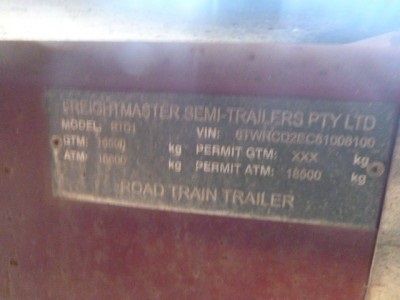 FREIGHTMASTER SEMI-TRAILERS PTY LTD
MODEL: RTD1 VIN:
GTM: kg PERMIT GTM: XXX kg
ATM: kg PERMIT ATM: 18000 kg
ROAD TRAIN TRAILER